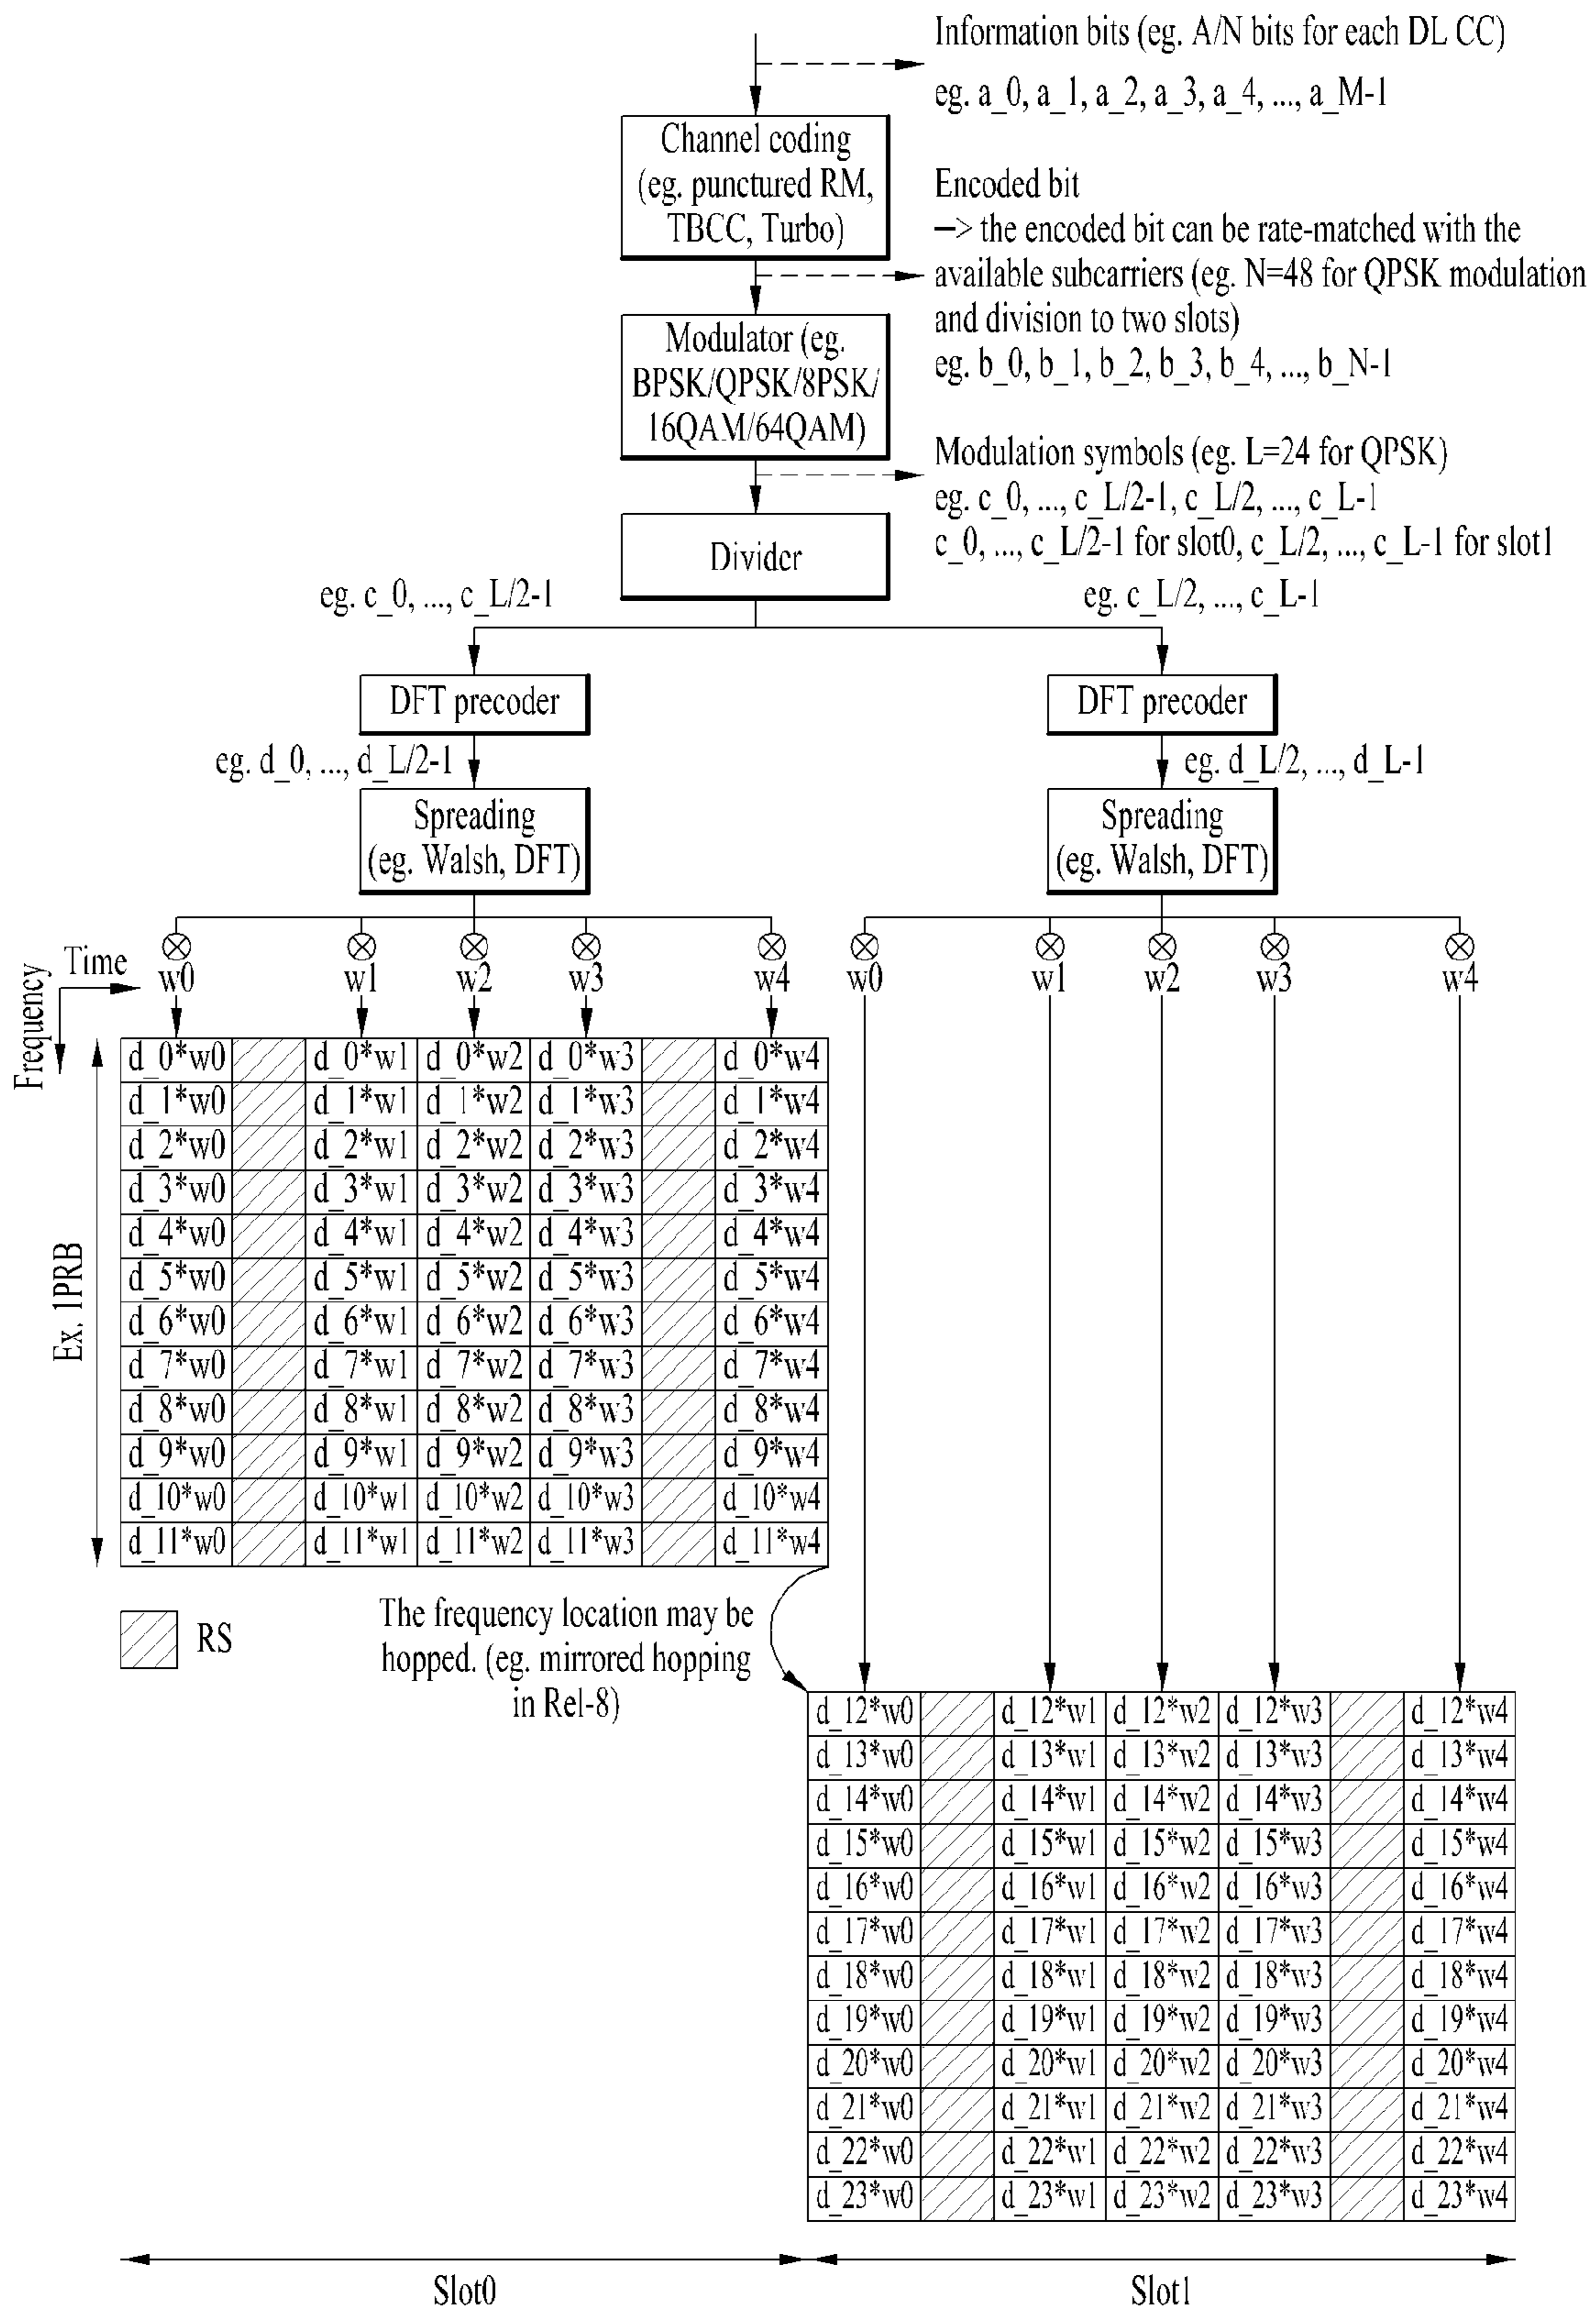 Information bits (eg. A/N bits for each DL CC)
eg. a_0, a_1, a_2, a_3, a_4, ..., a_M-1
Channel coding
(eg. punctured RM,
TBCC, Turbo)
Encoded bit
—> the encoded bit can be rate-matched with the
available subcarriers (eg. N=48 for QPSK modulation
and division to two slots)
eg. b_0, b_1, b_2, b_3, b_4, ..., b_N-1
Modulator (eg.
BPSK/QPSK/8PSK/
16QAM/64QAM)
Modulation symbols (eg. L=24 for QPSK)
eg. c_0, ..., c_L/2-1, c_L/2, ..., c_L-1
c_0, ..., c_L/2-1 for slot0, c_L/2, ..., c_L-1 for slot1
Divider
eg. c_0, ..., c_L/2-1
eg. c_L/2, ..., c_L-1
DFT precoder
DFT precoder
eg. d_0, ..., d_L/2-1
eg. d_L/2, ..., d_L-1
Spreading
(eg. Walsh, DFT)
Spreading
(eg. Walsh, DFT)
Time
Frequency
w0 w1 w2 w3 w4 w0 w1 w2 w3 w4
Ex. 1PRB
d_0*w0 d_0*w1 d_0*w2 d_0*w3 d_0*w4
d_1*w0 d_1*w1 d_1*w2 d_1*w3 d_1*w4
d_2*w0 d_2*w1 d_2*w2 d_2*w3 d_2*w4
d_3*w0 d_3*w1 d_3*w2 d_3*w3 d_3*w4
d_4*w0 d_4*w1 d_4*w2 d_4*w3 d_4*w4
d_5*w0 d_5*w1 d_5*w2 d_5*w3 d_5*w4
d_6*w0 d_6*w1 d_6*w2 d_6*w3 d_6*w4
d_7*w0 d_7*w1 d_7*w2 d_7*w3 d_7*w4
d_8*w0 d_8*w1 d_8*w2 d_8*w3 d_8*w4
d_9*w0 d_9*w1 d_9*w2 d_9*w3 d_9*w4
d_10*w0 d_10*w1 d_10*w2 d_10*w3 d_10*w4
d_11*w0 d_11*w1 d_11*w2 d_11*w3 d_11*w4
RS
The frequency location may be
hopped. (eg. mirrored hopping
in Rel-8)
d_12*w0 d_12*w1 d_12*w2 d_12*w3 d_12*w4
d_13*w0 d_13*w1 d_13*w2 d_13*w3 d_13*w4
d_14*w0 d_14*w1 d_14*w2 d_14*w3 d_14*w4
d_15*w0 d_15*w1 d_15*w2 d_15*w3 d_15*w4
d_16*w0 d_16*w1 d_16*w2 d_16*w3 d_16*w4
d_17*w0 d_17*w1 d_17*w2 d_17*w3 d_17*w4
d_18*w0 d_18*w1 d_18*w2 d_18*w3 d_18*w4
d_19*w0 d_19*w1 d_19*w2 d_19*w3 d_19*w4
d_20*w0 d_20*w1 d_20*w2 d_20*w3 d_20*w4
d_21*w0 d_21*w1 d_21*w2 d_21*w3 d_21*w4
d_22*w0 d_22*w1 d_22*w2 d_22*w3 d_22*w4
d_23*w0 d_23*w1 d_23*w2 d_23*w3 d_23*w4
Slot0
Slot1